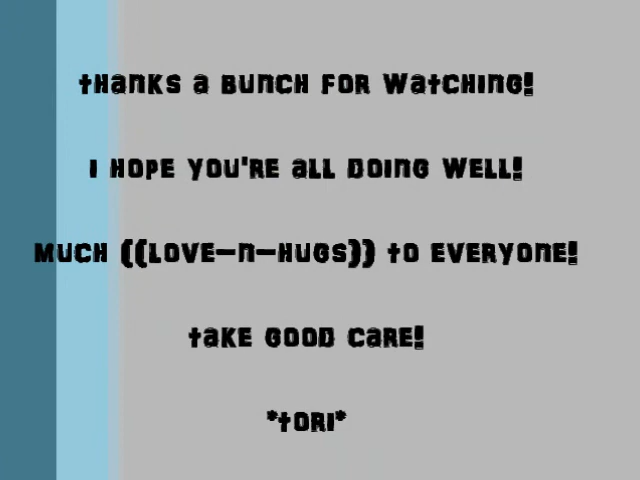 THANKS A BUNCH FOR WATCHING!
I HOPE YOU'RE ALL DOING WELL!
MUCH ((LOVE-N-HUGS)) TO EVERYONE!
TAKE GOOD CARE!
*TORI*